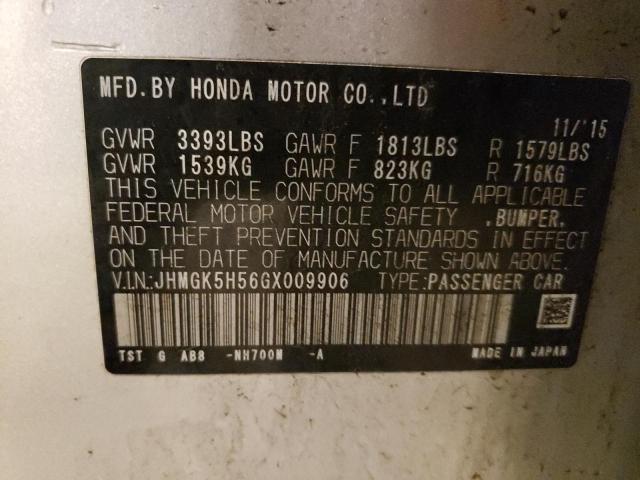 MFD.BY HONDA MOTOR CO.,LTD
11/'15
GVWR 3393LBS GAWR F 1813LBS R 1579LBS
GVWR 1539KG GAWR F 823KG R 716KG
THIS VEHICLE CONFORMS TO ALL APPLICABLE
FEDERAL MOTOR VEHICLE SAFETY ,BUMPER,
AND THEFT PREVENTION STANDARDS IN EFFECT
ON THE DATE OF MANUFACTURE SHOWN ABOVE.
V.I.N:JHMGK5H56GX009906 TYPE:PASSENGER CAR
TST G AB8 -NH700M -A MADE IN JAPAN